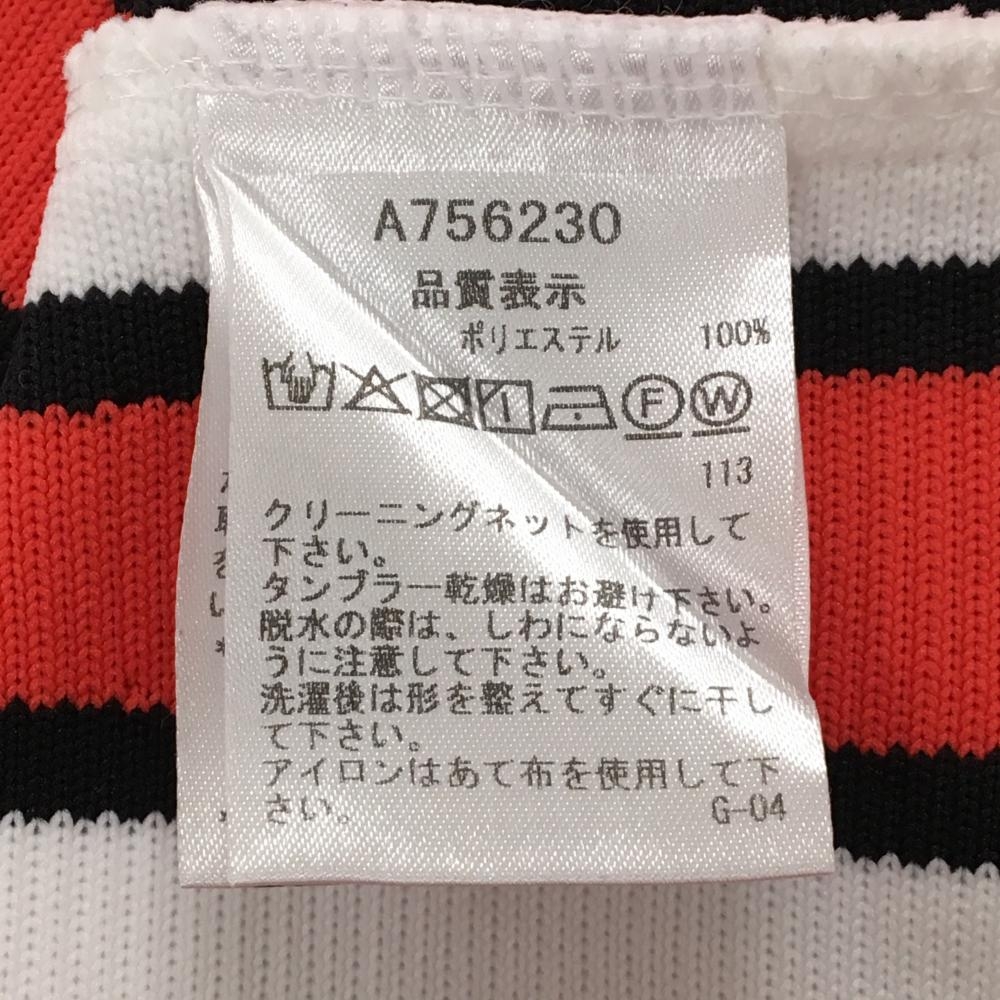 A756230
品質表示
ポリエステル 100%
F W
113
クリーニングネットを使用して
下さい。
タンブラー乾燥はお避け下さい。
脱水の際は、しわにならないよ
うに注意して下さい。
洗濯後は形を整えてすぐに干し
て下さい。
アイロンはあて布を使用して下
さい。
G-04